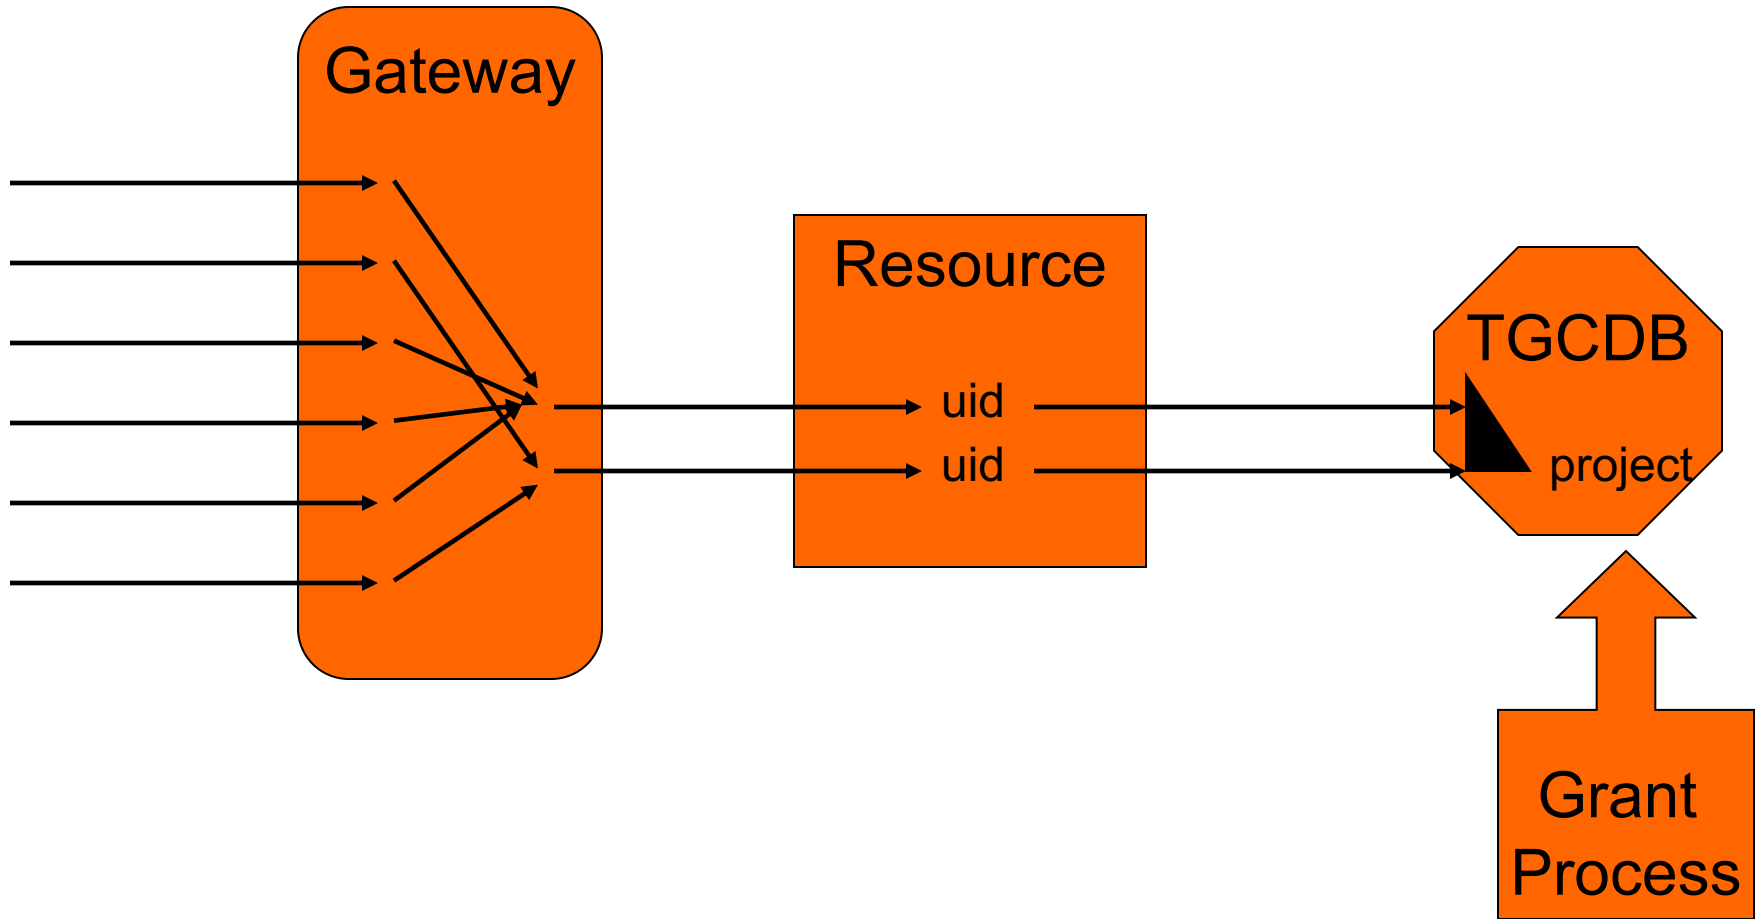 Gateway
Resource
uid
uid
TGCDB
project
Grant
Process